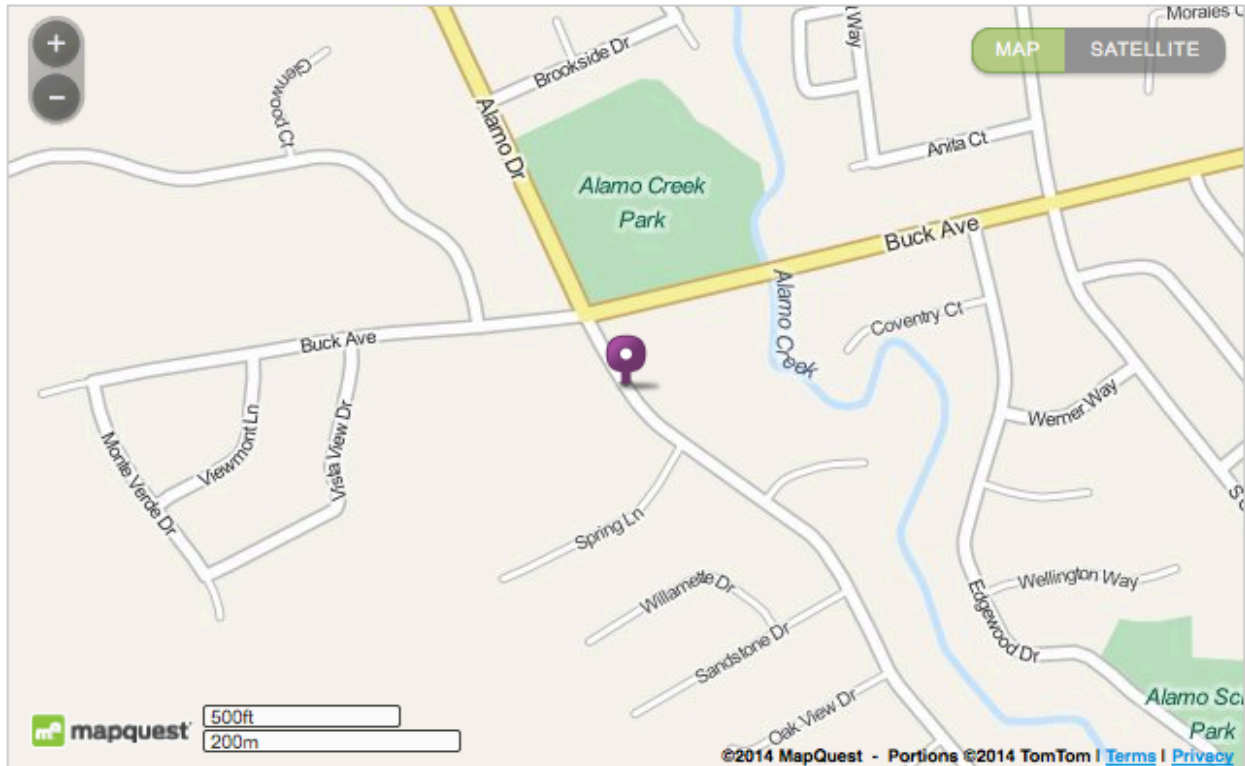 +
−
Glenwood Ct
Brookside Dr
Way
Morales C
MAP
SATELLITE
Alamo Dr
Anita Ct
Alamo Creek
Park
Buck Ave
Alamo Creek
Coventry Ct
Buck Ave
Werner Way
Viewmont Ln
Vista View Dr
Monte Verde Dr
Spring Ln
Willamette Dr
Wellington Way
Sandstone Dr
Edgewood Dr
Oak View Dr
Alamo Sc
Park
mapquest
500ft
200m
©2014 MapQuest - Portions ©2014 TomTom | Terms | Privacy